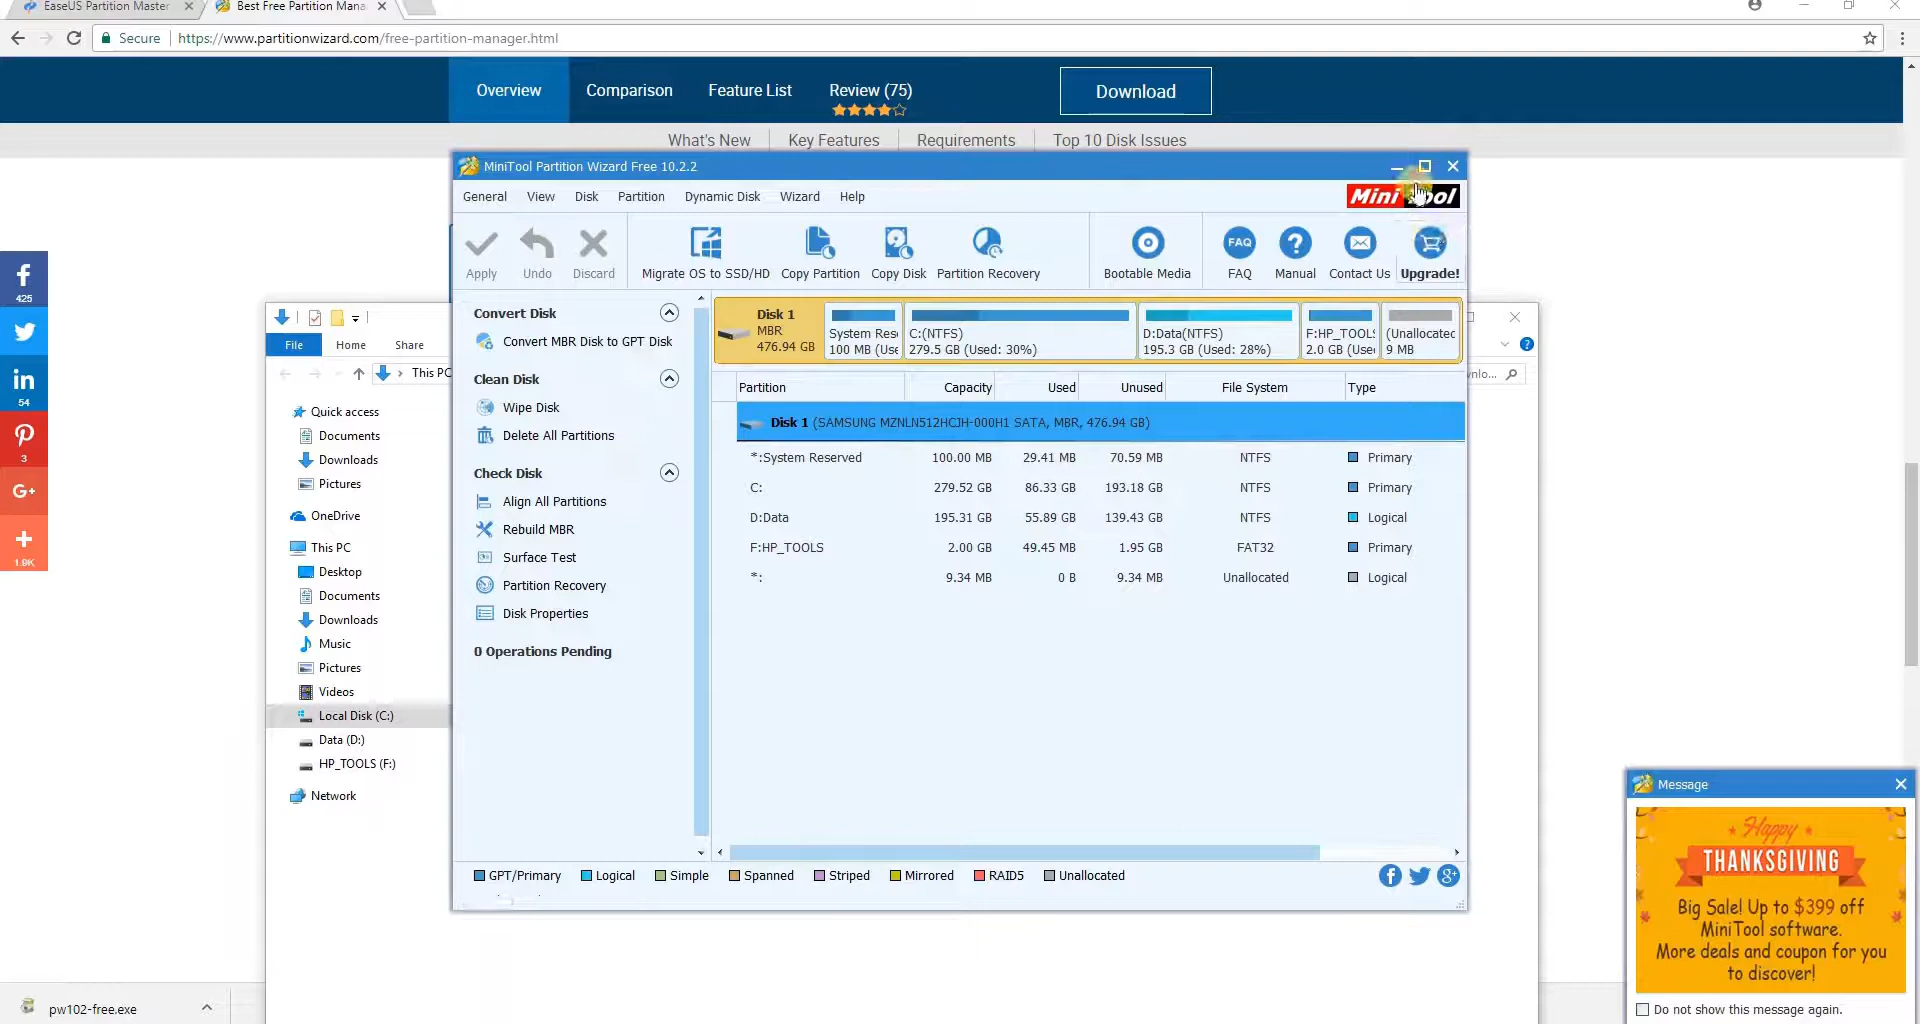 EaseUS Partition Master
Best Free Partition Mana
Secure
https://www.partitionwizard.com/free-partition-manager.html
Overview
Comparison
Feature List
Review (75)
Download
What's New
Key Features
Requirements
Top 10 Disk Issues
MiniTool Partition Wizard Free 10.2.2
General
View
Disk
Partition
Dynamic Disk
Wizard
Help
Mini
Apply
Undo
Discard
Migrate OS to SSD/HD
Copy Partition
Copy Disk
Partition Recovery
Bootable Media
FAQ
FAQ
Manual
Contact Us
Upgrade!
425
54
3
G+
1.9K
File
Home
Share
This PC
Quick access
Documents
Downloads
Pictures
OneDrive
This PC
Desktop
Documents
Downloads
Music
Pictures
Videos
Local Disk (C:)
Data (D:)
HP_TOOLS (F:)
Network
Convert Disk
Convert MBR Disk to GPT Disk
Clean Disk
Wipe Disk
Delete All Partitions
Check Disk
Align All Partitions
Rebuild MBR
Surface Test
Partition Recovery
Disk Properties
0 Operations Pending
Disk 1
MBR
476.94 GB
System Res
100 MB (Use
C:(NTFS)
279.5 GB (Used: 30%)
D:Data(NTFS)
195.3 GB (Used: 28%)
F:HP_TOOLS
2.0 GB (Used
(Unallocated
9 MB
Partition Capacity Used Unused File System Type
Disk 1 (SAMSUNG MZNLN512HCJH-000H1 SATA, MBR, 476.94 GB)
*:System Reserved 100.00 MB 29.41 MB 70.59 MB NTFS Primary
C: 279.52 GB 86.33 GB 193.18 GB NTFS Primary
D:Data 195.31 GB 55.89 GB 139.43 GB NTFS Logical
F:HP_TOOLS 2.00 GB 49.45 MB 1.95 GB FAT32 Primary
*: 9.34 MB 0 B 9.34 MB Unallocated Logical
GPT/Primary
Logical
Simple
Spanned
Striped
Mirrored
RAID5
Unallocated
Message
Happy
THANKSGIVING
Big Sale! Up to $399 off
MiniTool software.
More deals and coupon for you
to discover!
Do not show this message again.
pw102-free.exe